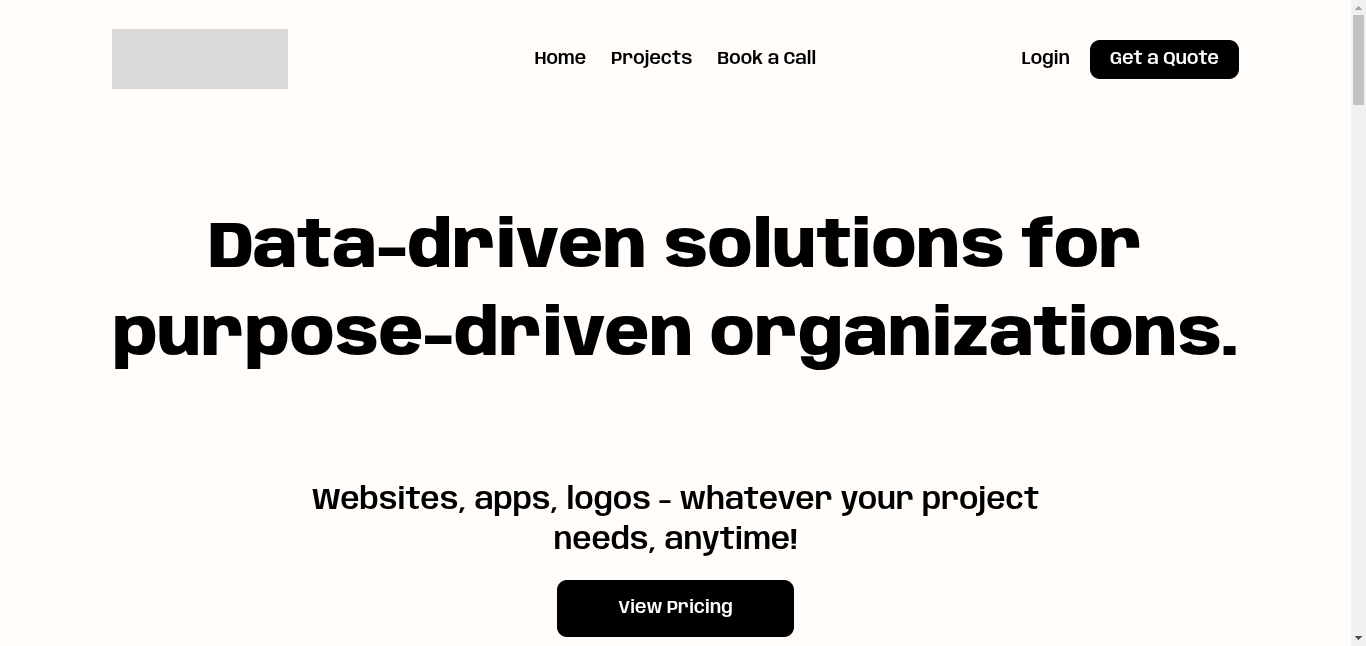 Home Projects Book a Call Login Get a Quote
Data-driven solutions for
purpose-driven organizations.
Websites, apps, logos - whatever your project
needs, anytime!
View Pricing